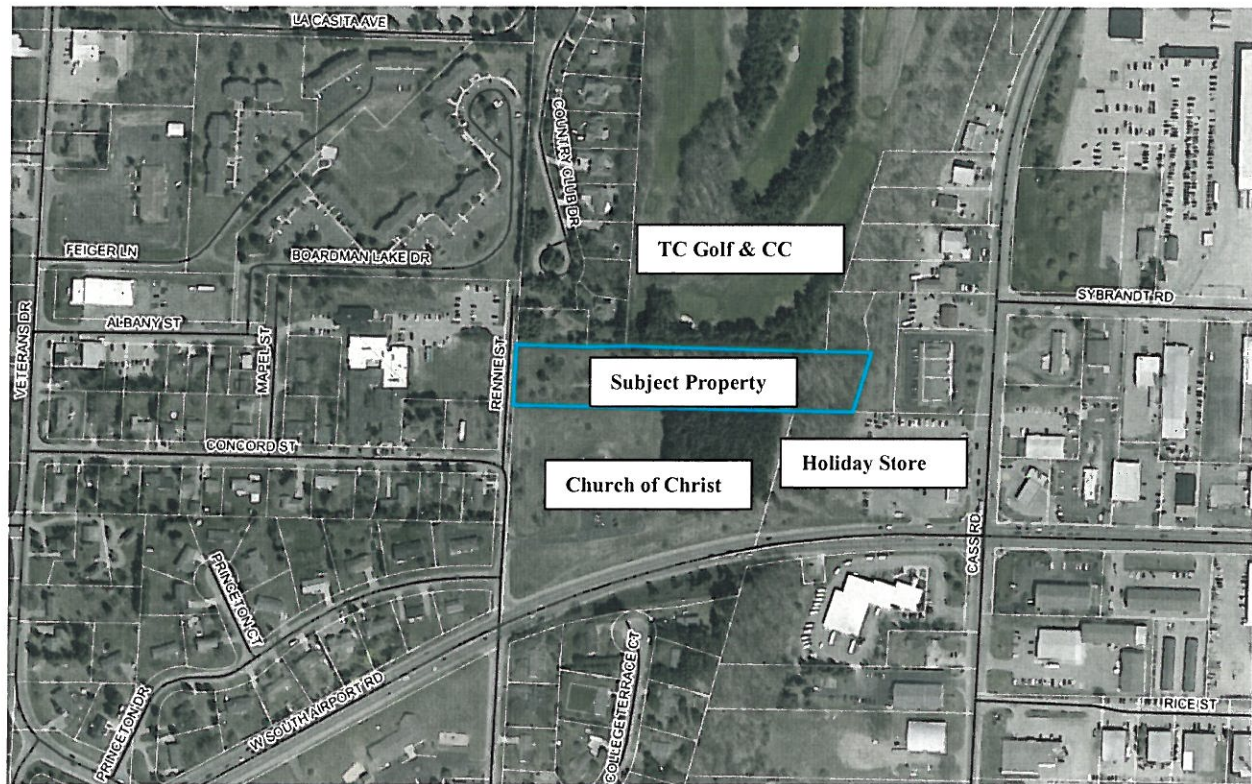 LA CASITA AVE
COUNTRY CLUB DR
TC Golf & CC
FEIGER LN
BOARDMAN LAKE DR
SYBRANDT RD
ALBANY ST
MAPEL ST
VETERANS DR
RENNIE ST
Subject Property
CONCORD ST
Holiday Store
Church of Christ
CASS RD
PRINCETON CT
W SOUTH AIRPORT RD
COLLEGE TERRACE CT
RICE ST
PRINCETON DR